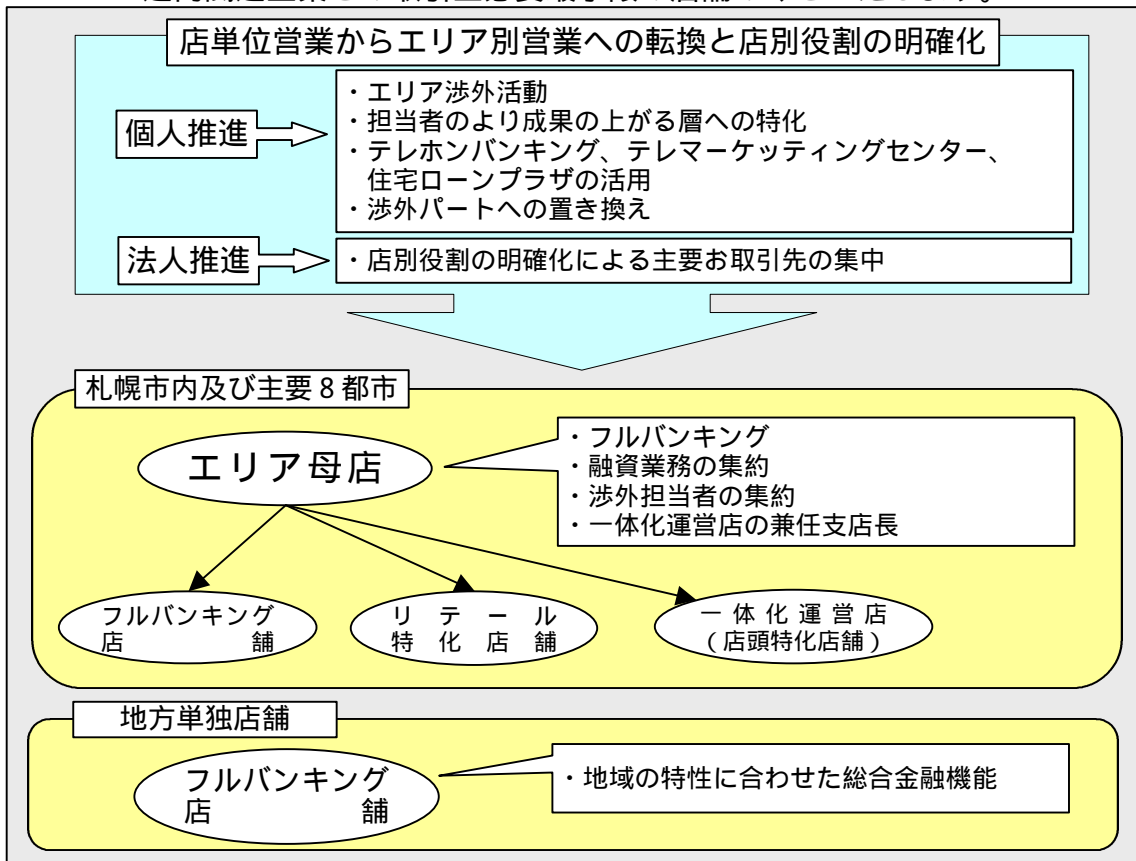 店単位営業からエリア別営業への転換と店別役割の明確化
個人推進
・エリア渉外活動
・担当者のより成果の上がる層への特化
・テレホンバンキング、テレマーケッティングセンター、
住宅ローンプラザの活用
・渉外パートへの置き換え
法人推進
・店別役割の明確化による主要お取引先の集中
札幌市内及び主要8都市
エリア母店
・フルバンキング
・融資業務の集約
・渉外担当者の集約
・一体化運営店の兼任支店長
フルバンキング
店舗
リテール
特化店舗
一体化運営店
(店頭特化店舗)
地方単独店舗
フルバンキング
店舗
・地域の特性に合わせた総合金融機能